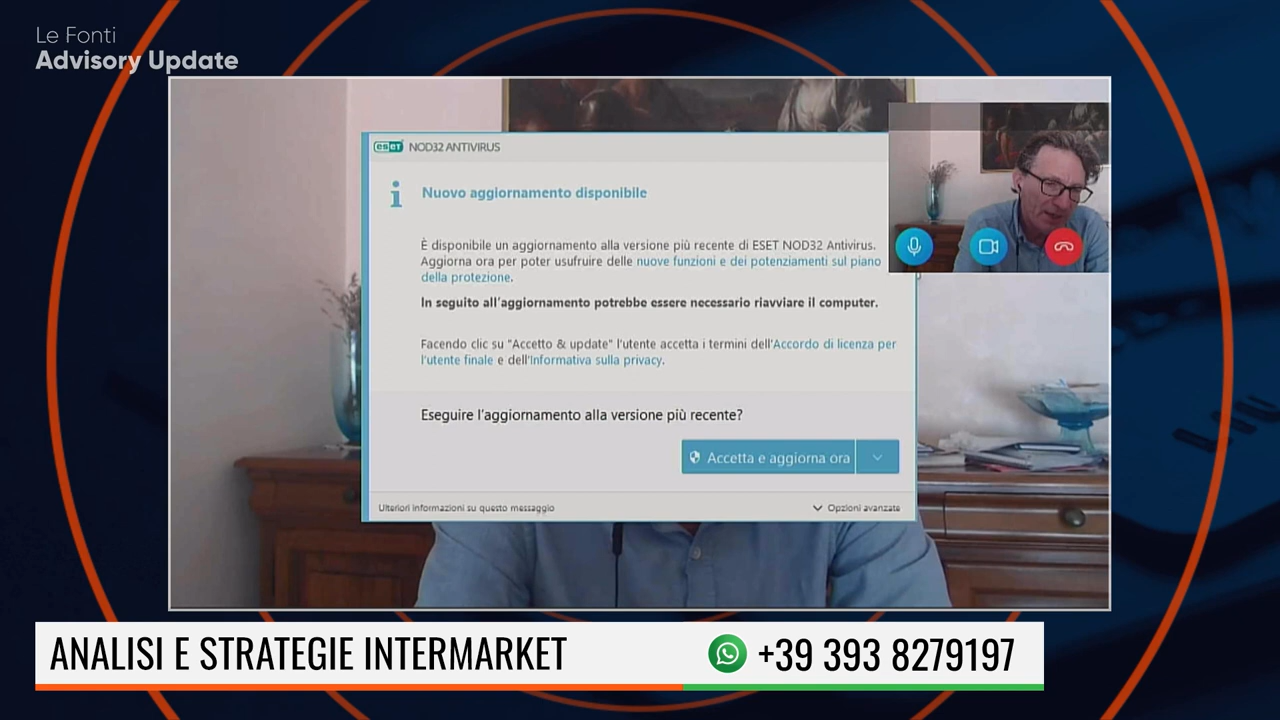 Le Fonti
Advisory Update
eset NOD32 ANTIVIRUS
Nuovo aggiornamento disponibile
È disponibile un aggiornamento alla versione più recente di ESET NOD32 Antivirus.
Aggiorna ora per poter usufruire delle nuove funzioni e dei potenziamenti sul piano
della protezione.
In seguito all'aggiornamento potrebbe essere necessario riavviare il computer.
Facendo clic su "Accetto & update" l'utente accetta i termini dell'Accordo di licenza per
l'utente finale e dell'Informativa sulla privacy.
Eseguire l'aggiornamento alla versione più recente?
Accetta e aggiorna ora
Ulteriori informazioni su questo messaggio
Opzioni avanzate
ANALISI E STRATEGIE INTERMARKET
+39 393 8279197